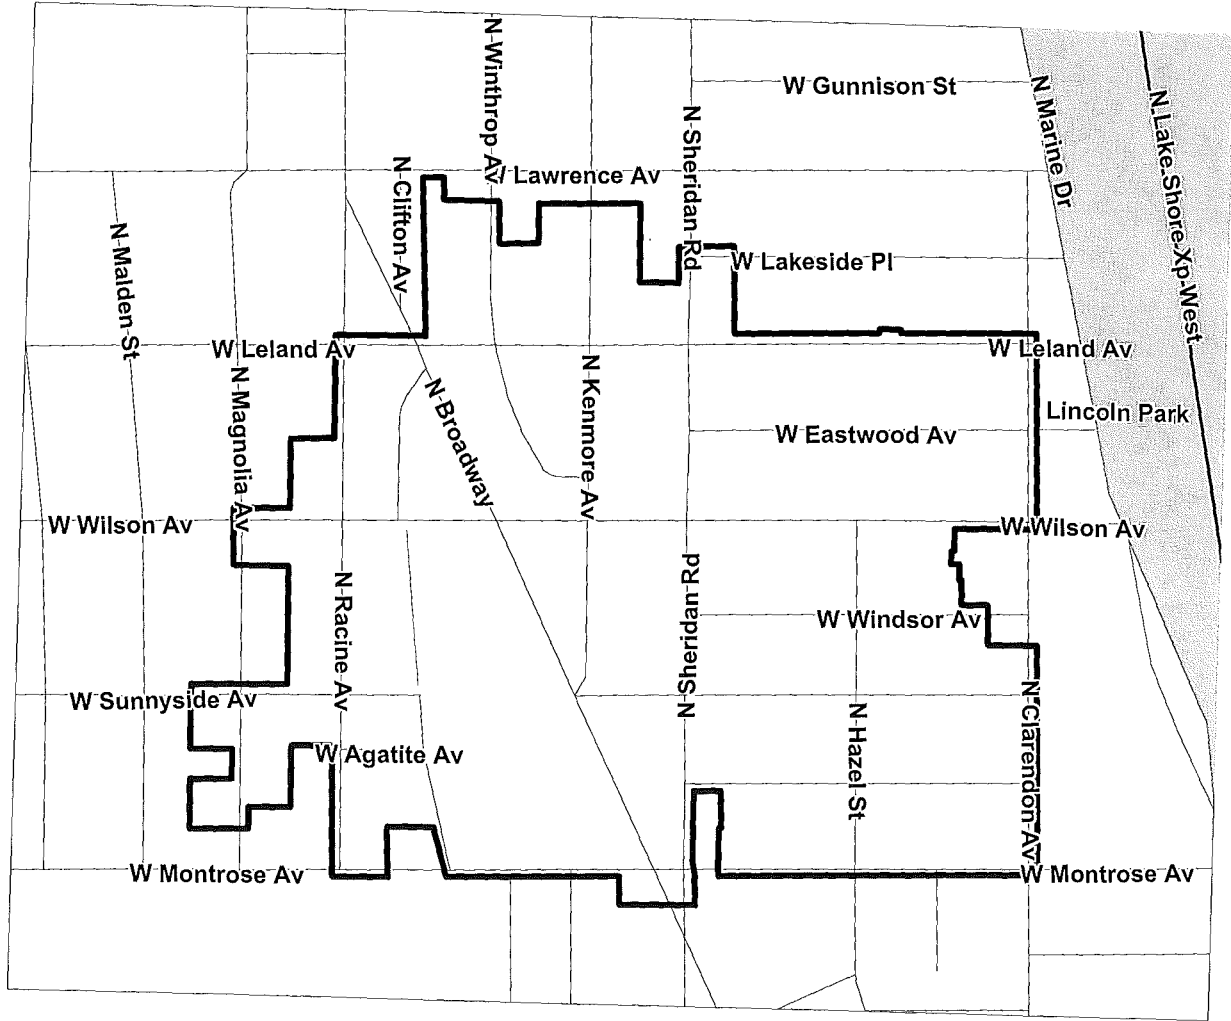 N Winthrop Av
W Gunnison St
N Marine Dr
N Lake Shore Xp West
N Sheridan Rd
N Clifton Av
Lawrence Av
N Malden St
W Lakeside Pl
W Leland Av
W Leland Av
N Magnolia Av
N Broadway
N Kenmore Av
Lincoln Park
W Eastwood Av
W Wilson Av
W Wilson Av
N Racine Av
N Sheridan Rd
W Windsor Av
W Sunnyside Av
N Hazel St
N Clarendon Av
W Agatite Av
W Montrose Av
W Montrose Av